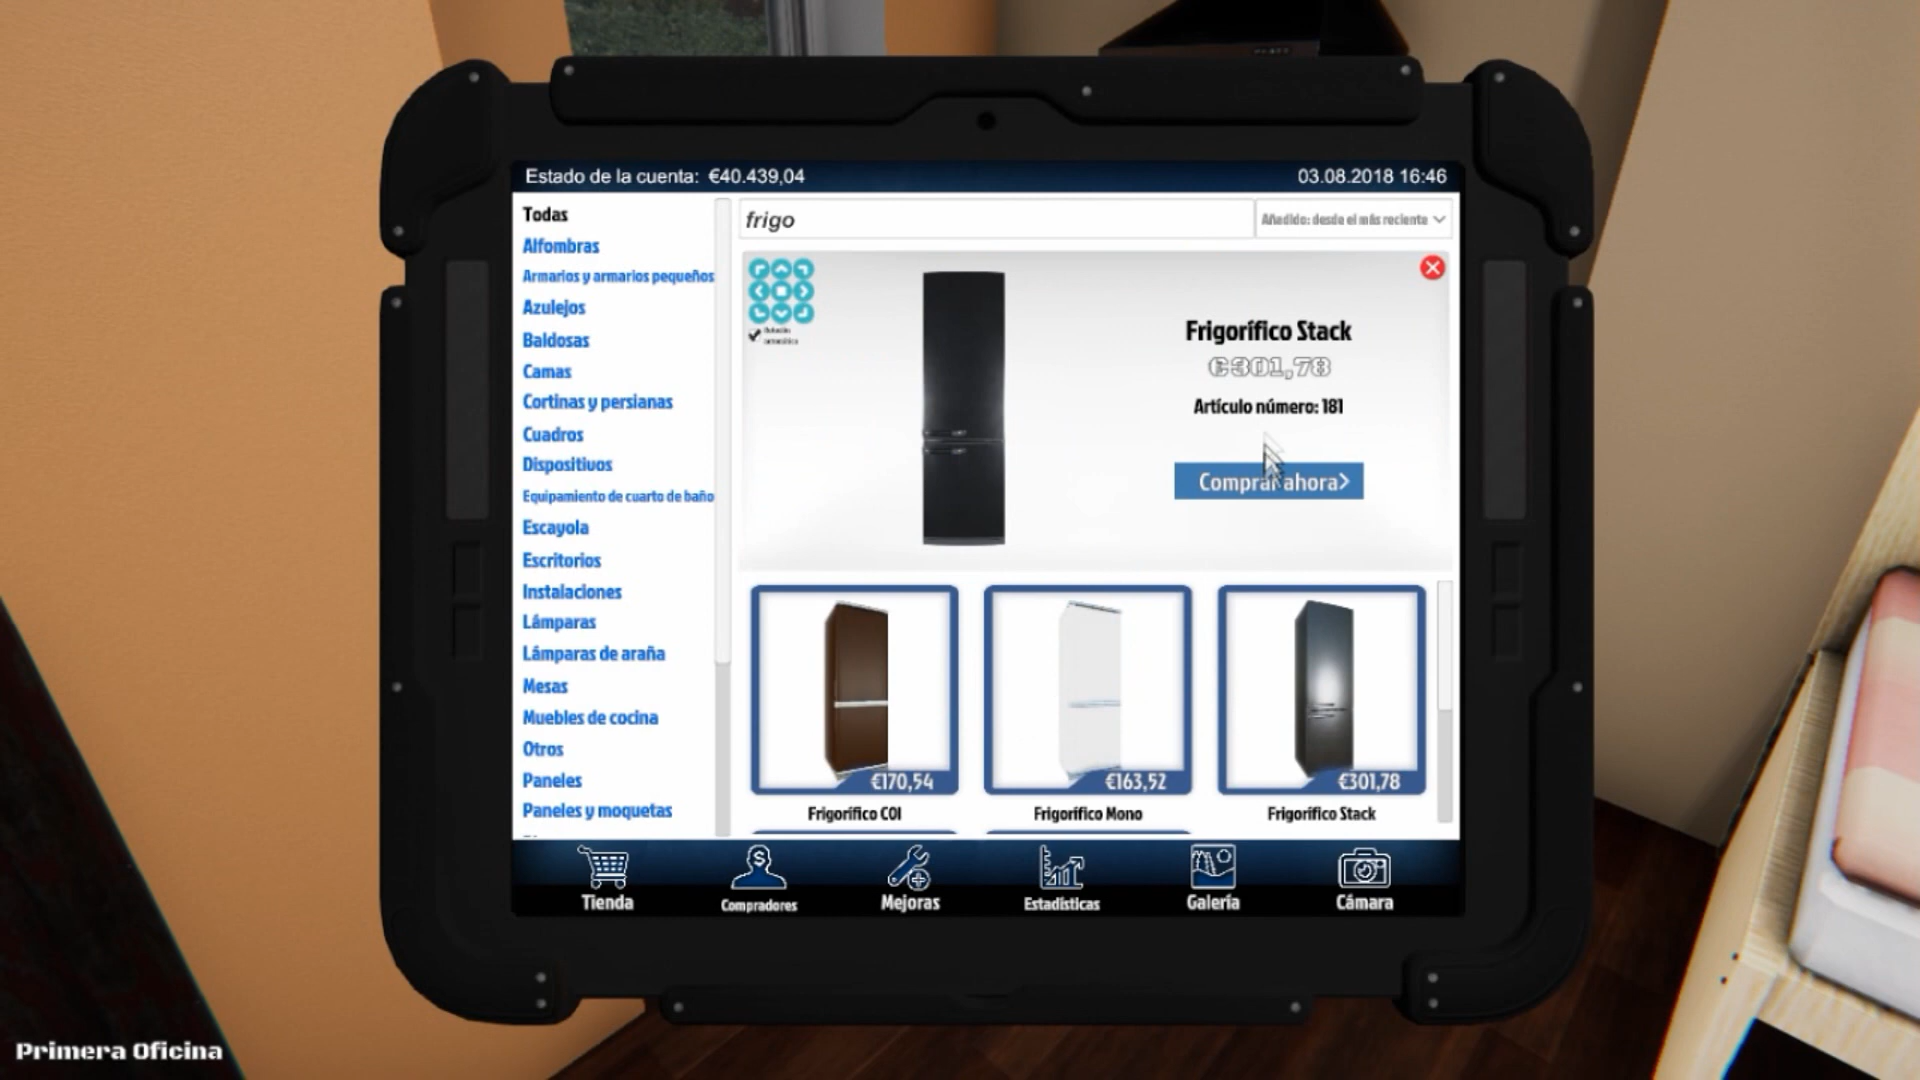 Estado de la cuenta: €40.439,04
03.08.2018 16:46
Todas
Alfombras
Armarios y armarios pequeños
Azulejos
Baldosas
Camas
Cortinas y persianas
Cuadros
Dispositivos
Equipamiento de cuarto de baño
Escayola
Escritorios
Instalaciones
Lámparas
Lámparas de araña
Mesas
Muebles de cocina
Otros
Paneles
Paneles y moquetas
frigo
Añadido: desde el más reciente
Frigorífico Stack
€301,78
Artículo número: 181
Comprar ahora>
€170,54
€163,52
€301,78
Frigorífico COI
Frigorífico Mono
Frigorífico Stack
Tienda
Compradores
Mejoras
Estadísticas
Galería
Cámara
Primera Oficina